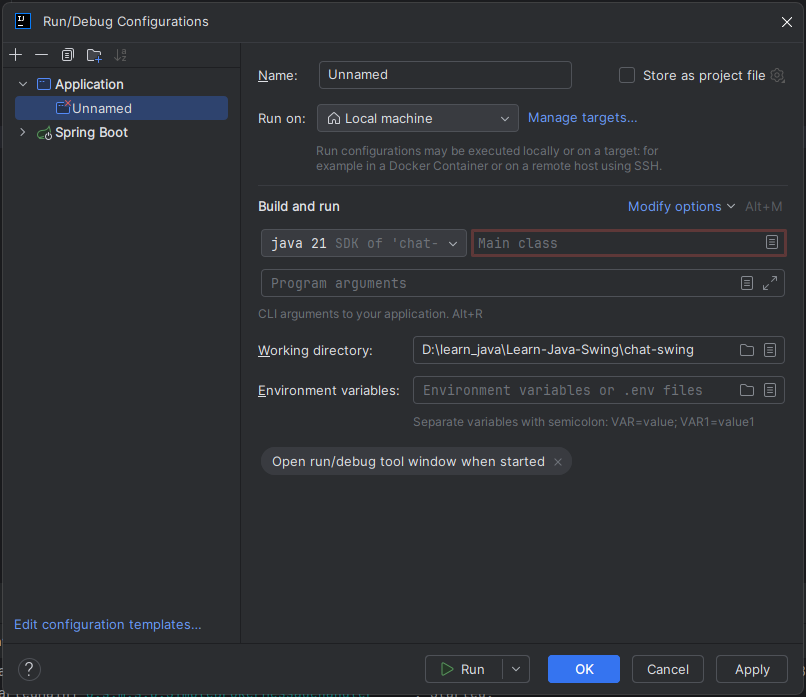 Run/Debug Configurations
Application
Unnamed
Spring Boot
Edit configuration templates...
Name: Unnamed Store as project file
Run on: Local machine Manage targets...
Run configurations may be executed locally or on a target: for
example in a Docker Container or on a remote host using SSH.
Build and run Modify options Alt+M
java 21 SDK of 'chat- Main class
Program arguments
CLI arguments to your application. Alt+R
Working directory: D:\learn_java\Learn-Java-Swing\chat-swing
Environment variables: Environment variables or .env files
Separate variables with semicolon: VAR=value; VAR1=value1
Open run/debug tool window when started
? Run OK Cancel Apply